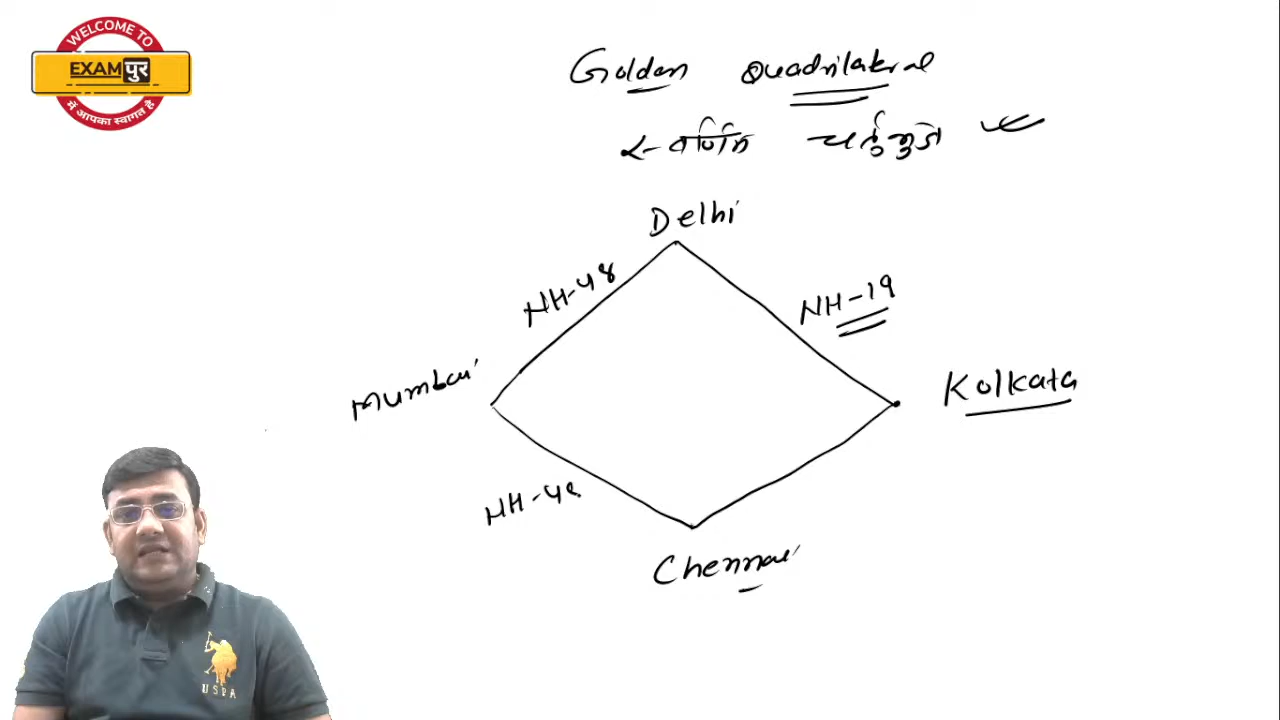 WELCOME TO
EXAMपुर
में आपका स्वागत है
Golden Quadrilateral
स्वर्णिम चतुर्भुज
Delhi
NH-48
NH-19
Mumbai
Kolkata
NH-48
Chennai
USPA